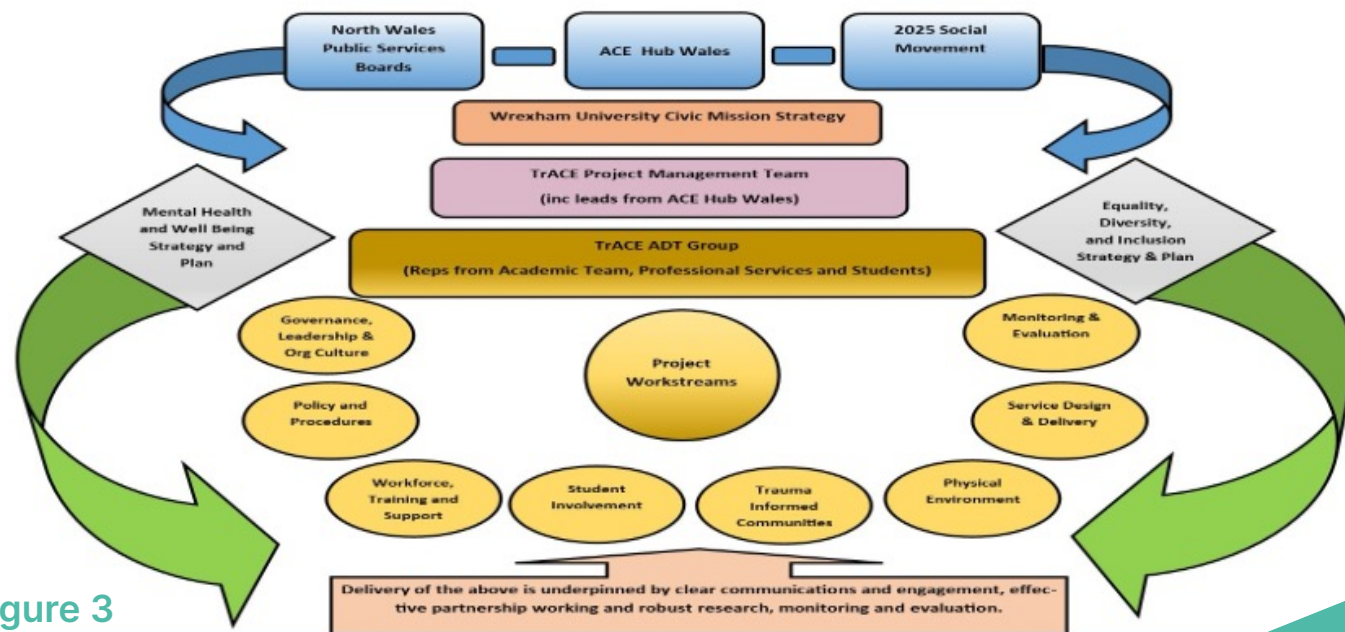 North Wales
Public Services
Boards
ACE Hub Wales
2025 Social
Movement
Wrexham University Civic Mission Strategy
TrACE Project Management Team
(inc leads from ACE Hub Wales)
Mental Health
and Well Being
Strategy and
Plan
Equality,
Diversity,
and Inclusion
Strategy & Plan
TrACE ADT Group
(Reps from Academic Team, Professional Services and Students)
Governance,
Leadership &
Org Culture
Project
Workstreams
Monitoring &
Evaluation
Policy and
Procedures
Service Design
& Delivery
Workforce,
Training and
Support
Student
Involvement
Trauma
Informed
Communities
Physical
Environment
Delivery of the above is underpinned by clear communications and engagement, effec-
tive partnership working and robust research, monitoring and evaluation.
gure 3